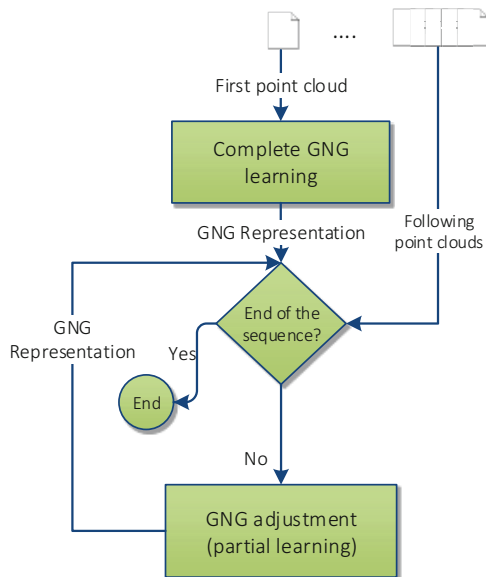 ....
First point cloud
Complete GNG
learning
GNG Representation
Following
point clouds
End of the
sequence?
GNG
Representation
Yes
End
No
GNG adjustment
(partial learning)